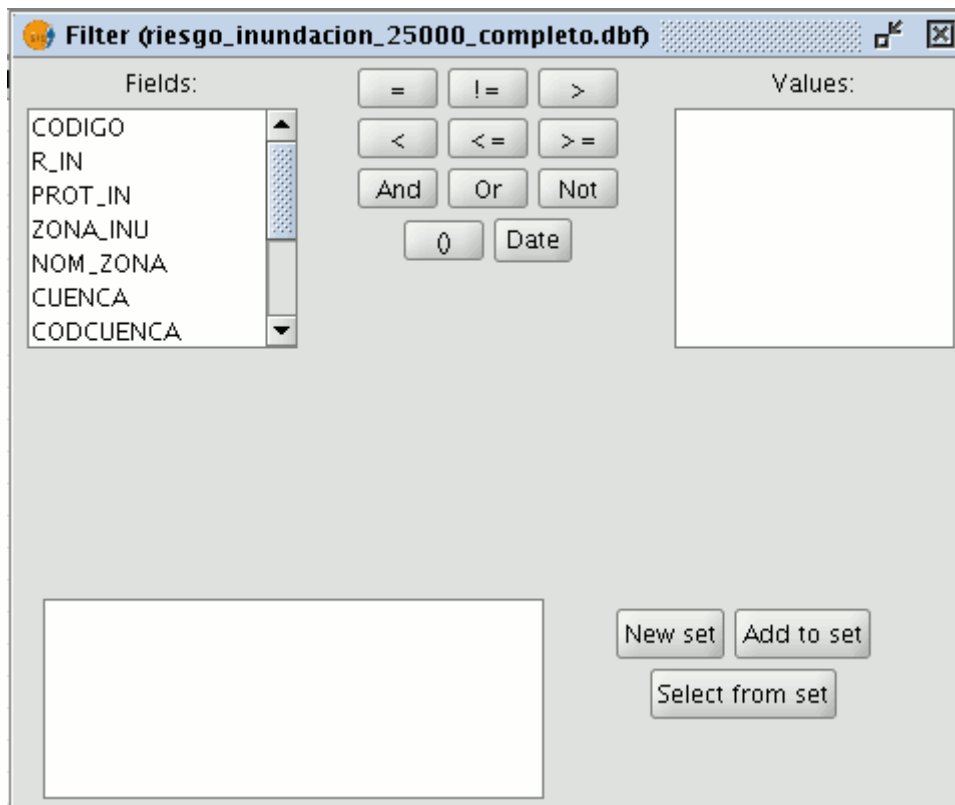 Filter (riesgo_inundacion_25000_completo.dbf)
Fields:
CODIGO
R_IN
PROT_IN
ZONA_INU
NOM_ZONA
CUENCA
CODCUENCA
= != >
< <= >=
And Or Not
() Date
Values:
New set Add to set
Select from set